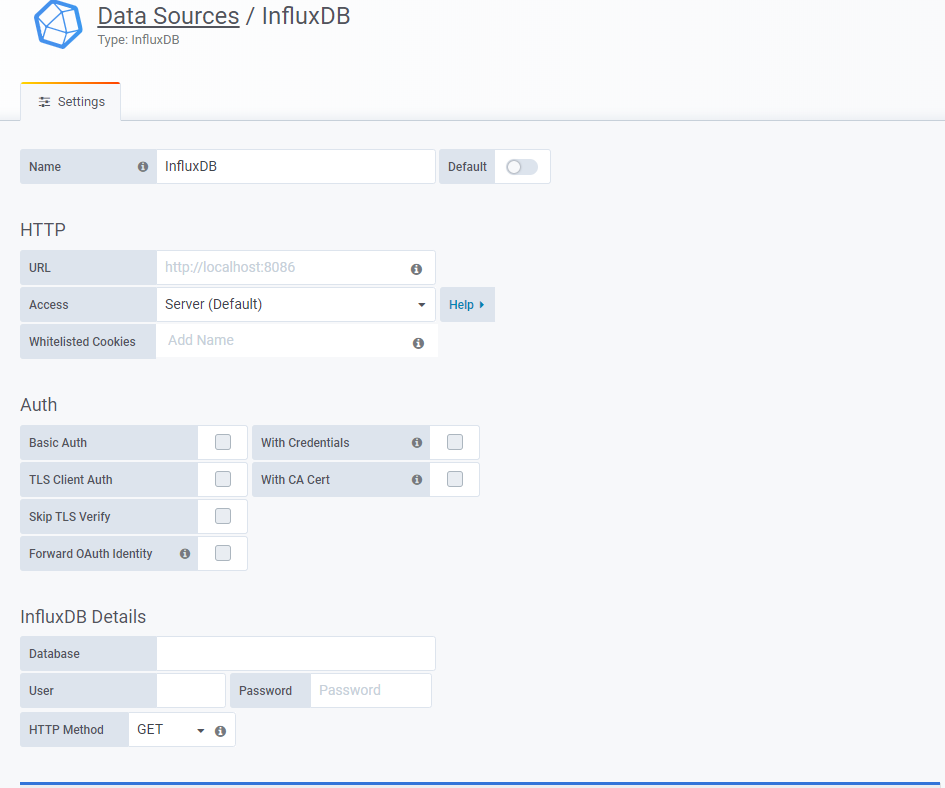 Data Sources / InfluxDB
Type: InfluxDB
Settings
Name InfluxDB Default
HTTP
URL http://localhost:8086
Access Server (Default) Help
Whitelisted Cookies Add Name
Auth
Basic Auth With Credentials
TLS Client Auth With CA Cert
Skip TLS Verify
Forward OAuth Identity
InfluxDB Details
Database
User Password Password
HTTP Method GET